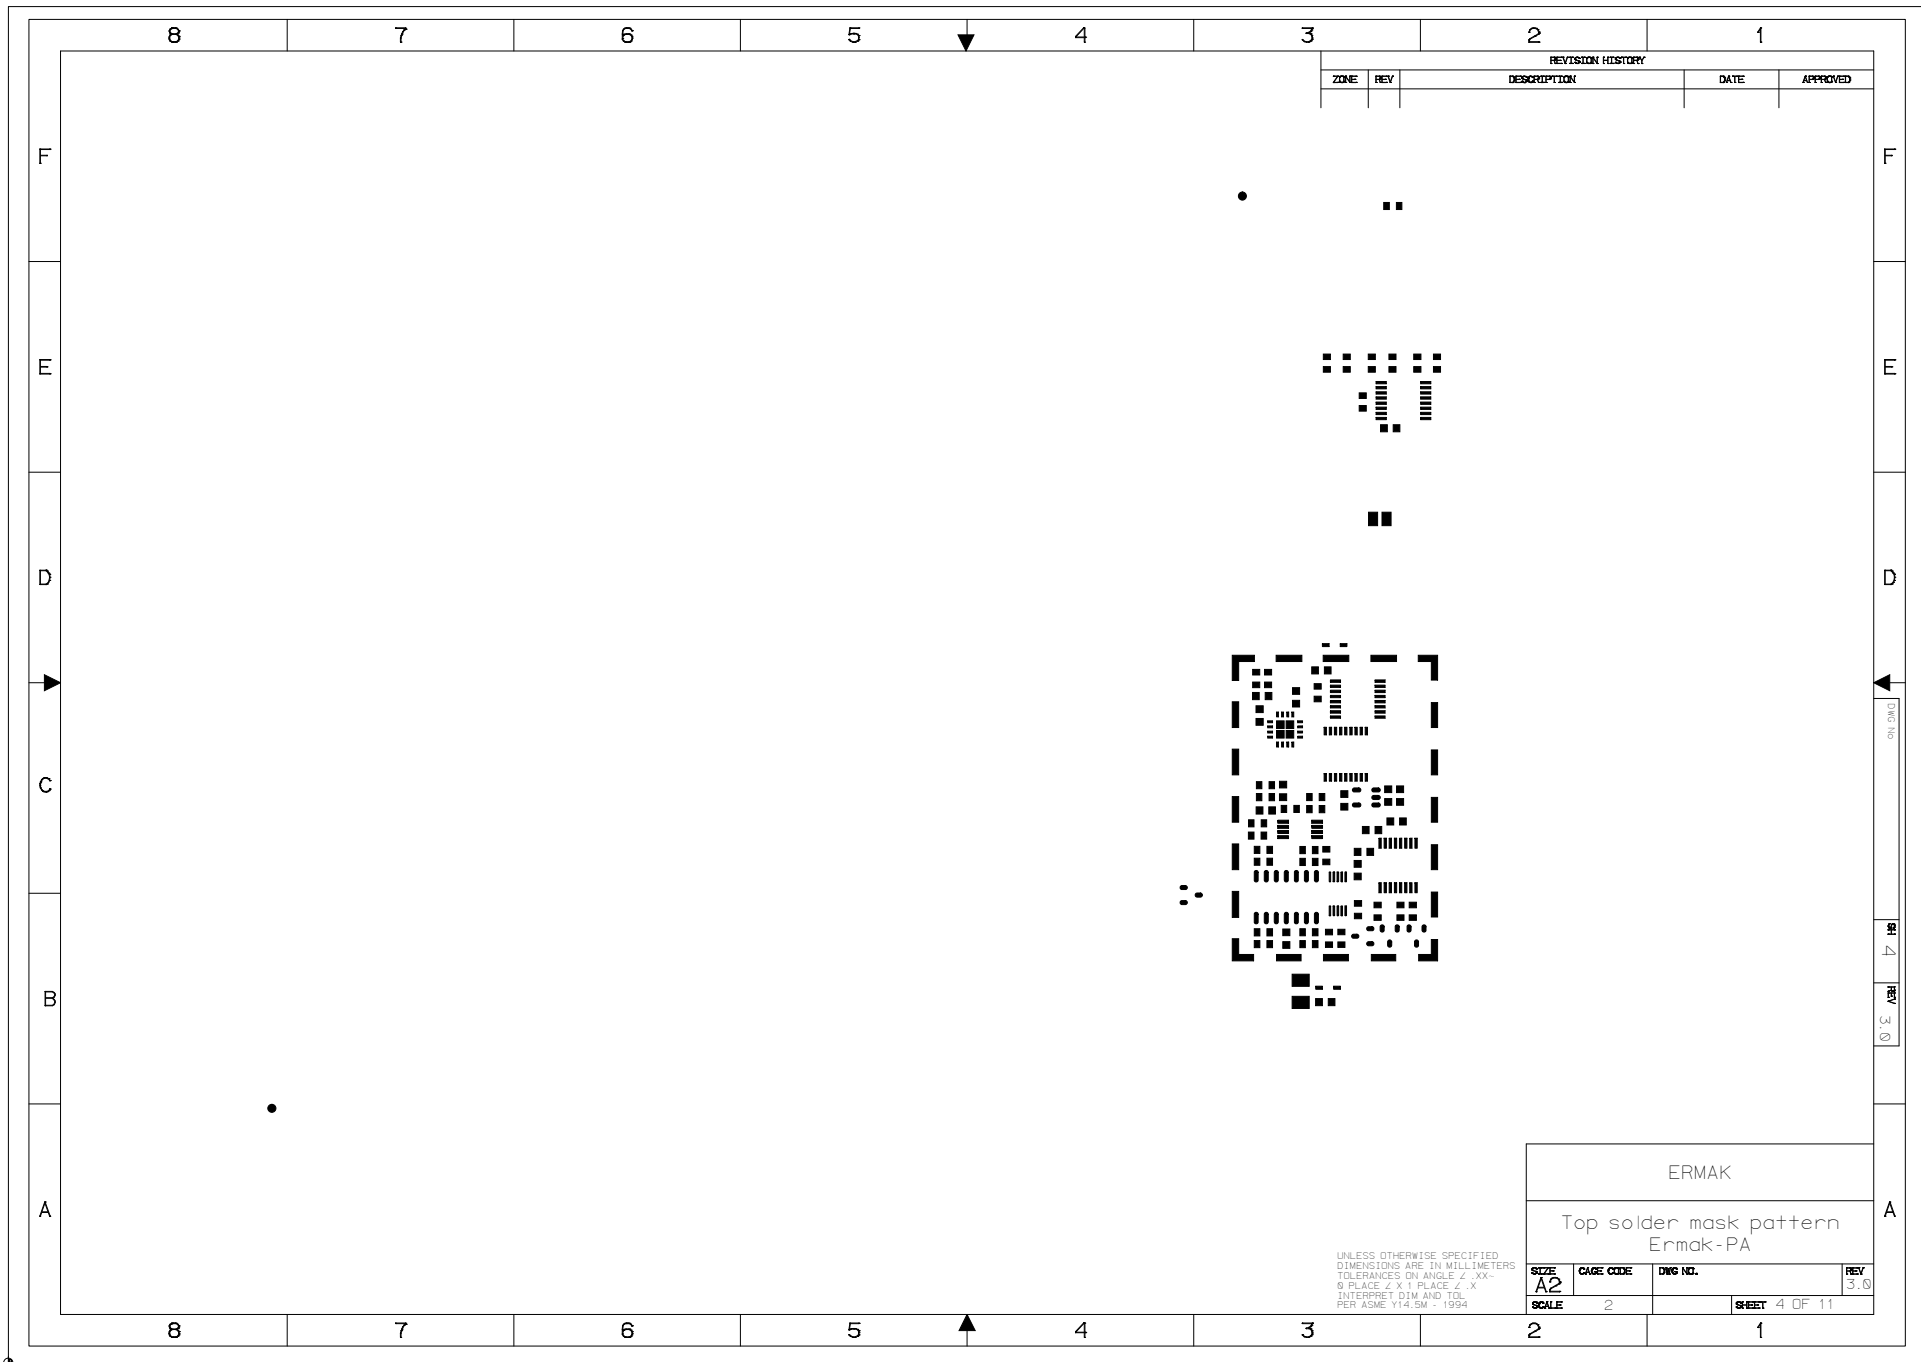 8 7 6 5 4 3 2 1
REVISION HISTORY
ZONE REV DESCRIPTION DATE APPROVED
F F
E E
D D
DWG No
C C
SH 4
B
REV 3.0
ERMAK
A A
Top solder mask pattern
Ermak-PA
UNLESS OTHERWISE SPECIFIED
DIMENSIONS ARE IN MILLIMETERS
TOLERANCES ON ANGLE ∠ .XX-
0 PLACE ∠ X 1 PLACE ∠ .X
INTERPRET DIM AND TOL
PER ASME Y14.5M - 1994
SIZE CAGE CODE DWG NO. REV
A2 3.0
SCALE 2 SHEET 4 OF 11
8 7 6 5 4 3 2 1